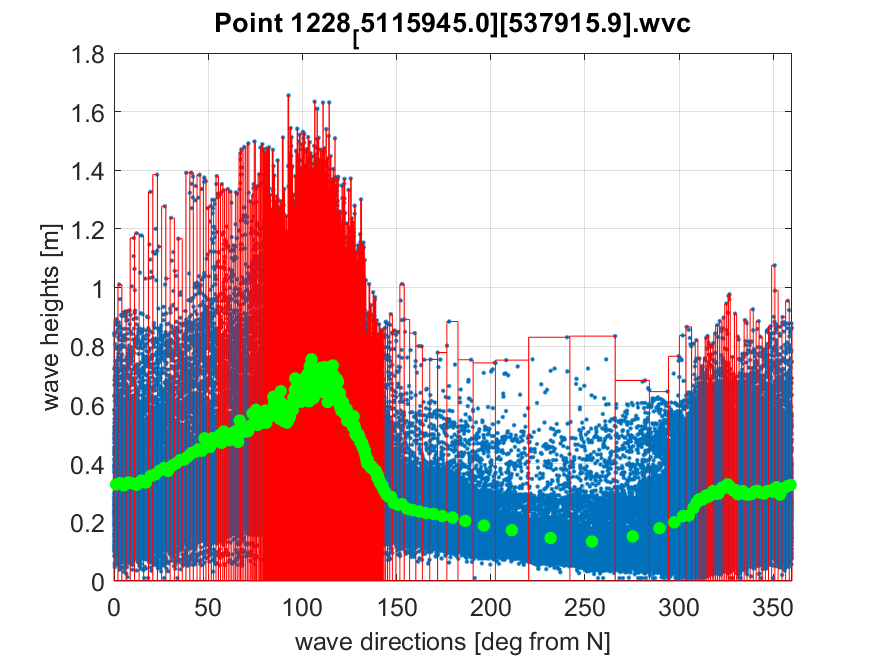 Point 1228[5115945.0][537915.9].wvc
1.8
1.6
1.4
1.2
1
0.8
0.6
0.4
0.2
0
wave heights [m]
0 50 100 150 200 250 300 350
wave directions [deg from N]